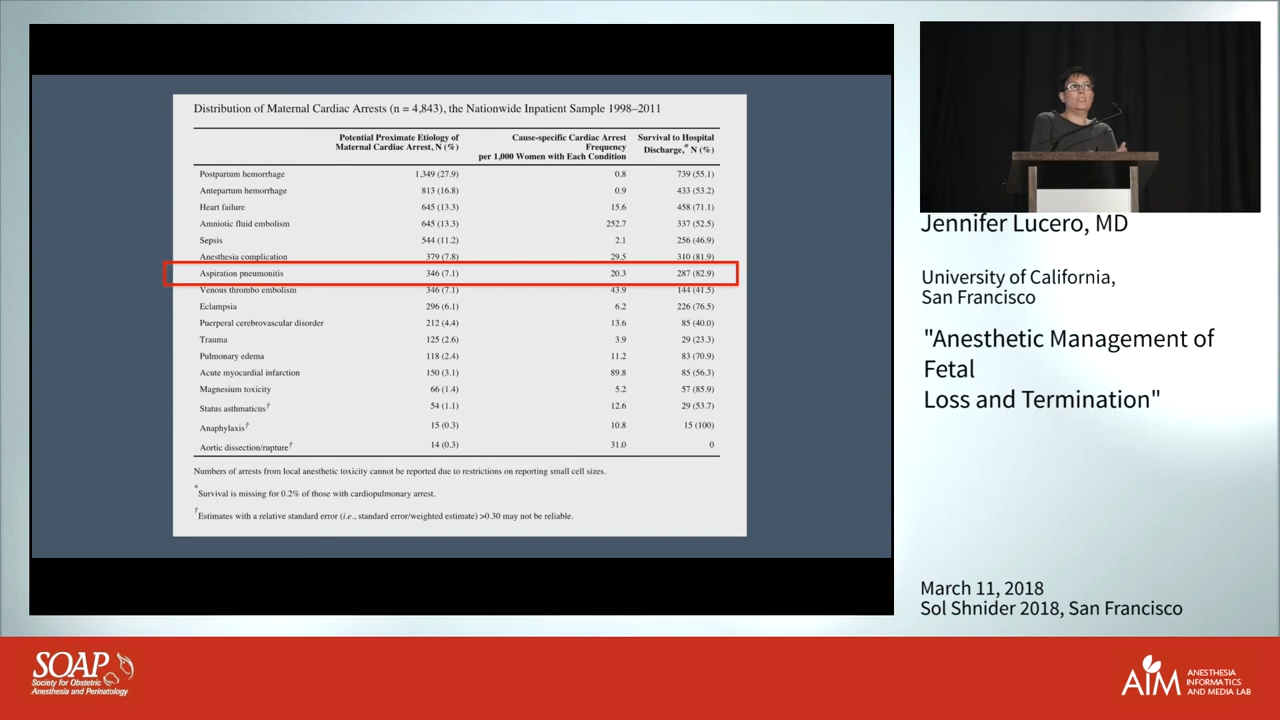 Distribution of Maternal Cardiac Arrests (n = 4,843), the Nationwide Inpatient Sample 1998–2011
Potential Proximate Etiology of Maternal Cardiac Arrest, N (%)
Cause-specific Cardiac Arrest Frequency per 1,000 Women with Each Condition
Survival to Hospital Discharge,* N (%)
Postpartum hemorrhage 1,349 (27.9) 0.8 739 (55.1)
Antepartum hemorrhage 813 (16.8) 0.9 433 (53.2)
Heart failure 645 (13.3) 15.6 458 (71.1)
Amniotic fluid embolism 645 (13.3) 252.7 337 (52.5)
Sepsis 544 (11.2) 2.1 256 (46.9)
Anesthesia complication 379 (7.8) 29.5 310 (81.9)
Aspiration pneumonitis 346 (7.1) 20.3 287 (82.9)
Venous thrombo embolism 346 (7.1) 43.9 144 (41.5)
Eclampsia 296 (6.1) 6.2 226 (76.5)
Puerperal cerebrovascular disorder 212 (4.4) 13.6 85 (40.0)
Trauma 125 (2.6) 3.9 29 (23.3)
Pulmonary edema 118 (2.4) 11.2 83 (70.9)
Acute myocardial infarction 150 (3.1) 89.8 85 (56.3)
Magnesium toxicity 66 (1.4) 5.2 57 (85.9)
Status asthmaticus† 54 (1.1) 12.6 29 (53.7)
Anaphylaxis† 15 (0.3) 10.8 15 (100)
Aortic dissection/rupture† 14 (0.3) 31.0 0
Numbers of arrests from local anesthetic toxicity cannot be reported due to restrictions on reporting small cell sizes.
*Survival is missing for 0.2% of those with cardiopulmonary arrest.
†Estimates with a relative standard error (i.e., standard error/weighted estimate) >0.30 may not be reliable.
Jennifer Lucero, MD
University of California,
San Francisco
"Anesthetic Management of
Fetal
Loss and Termination"
March 11, 2018
Sol Shnider 2018, San Francisco
SOAP
Society for Obstetric
Anesthesia and Perinatology
AIM
ANESTHESIA
INFORMATICS
AND MEDIA LAB